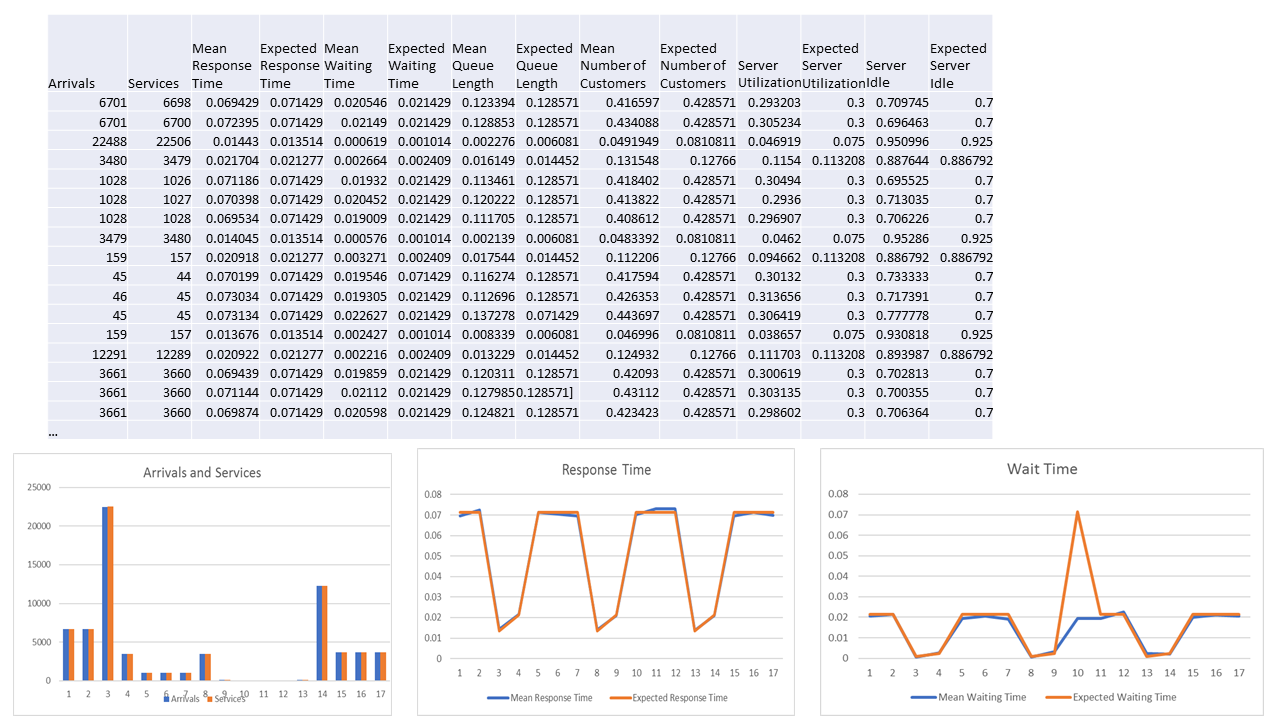 Arrivals Services Mean Response Time Expected Response Time Mean Waiting Time Expected Waiting Time Mean Queue Length Expected Queue Length Mean Number of Customers Expected Number of Customers Server Utilization Expected Server Utilization Server Idle Expected Server Idle
6701 6698 0.069429 0.071429 0.020546 0.021429 0.123394 0.128571 0.416597 0.428571 0.293203 0.3 0.709745 0.7
6701 6700 0.072395 0.071429 0.02149 0.021429 0.128853 0.128571 0.434088 0.428571 0.305234 0.3 0.696463 0.7
22488 22506 0.01443 0.013514 0.000619 0.001014 0.002276 0.006081 0.0491949 0.0810811 0.046919 0.075 0.950996 0.925
3480 3479 0.021704 0.021277 0.002664 0.002409 0.016149 0.014452 0.131548 0.12766 0.1154 0.113208 0.887644 0.886792
1028 1026 0.071186 0.071429 0.01932 0.021429 0.113461 0.128571 0.418402 0.428571 0.30494 0.3 0.695525 0.7
1028 1027 0.070398 0.071429 0.020452 0.021429 0.120222 0.128571 0.413822 0.428571 0.2936 0.3 0.713035 0.7
1028 1028 0.069534 0.071429 0.019009 0.021429 0.111705 0.128571 0.408612 0.428571 0.296907 0.3 0.706226 0.7
3479 3480 0.014045 0.013514 0.000576 0.001014 0.002139 0.006081 0.0483392 0.0810811 0.0462 0.075 0.95286 0.925
159 157 0.020918 0.021277 0.003271 0.002409 0.017544 0.014452 0.112206 0.12766 0.094662 0.113208 0.886792 0.886792
45 44 0.070199 0.071429 0.019546 0.071429 0.116274 0.128571 0.417594 0.428571 0.30132 0.3 0.733333 0.7
46 45 0.073034 0.071429 0.019305 0.021429 0.112696 0.128571 0.426353 0.428571 0.313656 0.3 0.717391 0.7
45 45 0.073134 0.071429 0.022627 0.021429 0.137278 0.071429 0.443697 0.428571 0.306419 0.3 0.777778 0.7
159 157 0.013676 0.013514 0.002427 0.001014 0.008339 0.006081 0.046996 0.0810811 0.038657 0.075 0.930818 0.925
12291 12289 0.020922 0.021277 0.002216 0.002409 0.013229 0.014452 0.124932 0.12766 0.111703 0.113208 0.893987 0.886792
3661 3660 0.069439 0.071429 0.019859 0.021429 0.120311 0.128571 0.42093 0.428571 0.300619 0.3 0.702813 0.7
3661 3660 0.071144 0.071429 0.02112 0.021429 0.127985 0.128571] 0.43112 0.428571 0.303135 0.3 0.700355 0.7
3661 3660 0.069874 0.071429 0.020598 0.021429 0.124821 0.128571 0.423423 0.428571 0.298602 0.3 0.706364 0.7
...
Arrivals and Services
25000
20000
15000
10000
5000
0
1 2 3 4 5 6 7 8 9 10 11 12 13 14 15 16 17
Arrivals Services
Response Time
0.08
0.07
0.06
0.05
0.04
0.03
0.02
0.01
0
1 2 3 4 5 6 7 8 9 10 11 12 13 14 15 16 17
Mean Response Time Expected Response Time
Wait Time
0.08
0.07
0.06
0.05
0.04
0.03
0.02
0.01
0
1 2 3 4 5 6 7 8 9 10 11 12 13 14 15 16 17
Mean Waiting Time Expected Waiting Time